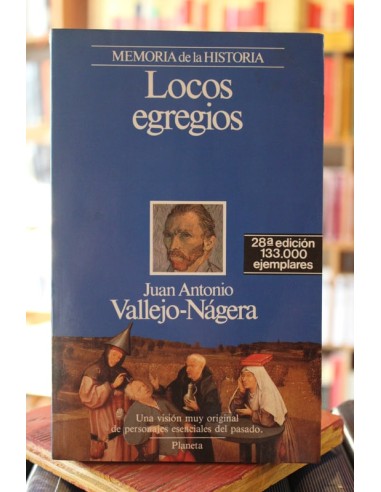 MEMORIA de la HISTORIA
Locos
egregios
28ª edición
133.000
ejemplares
Juan Antonio
Vallejo-Nágera
Una visión muy original
de personajes esenciales del pasado.
Planeta